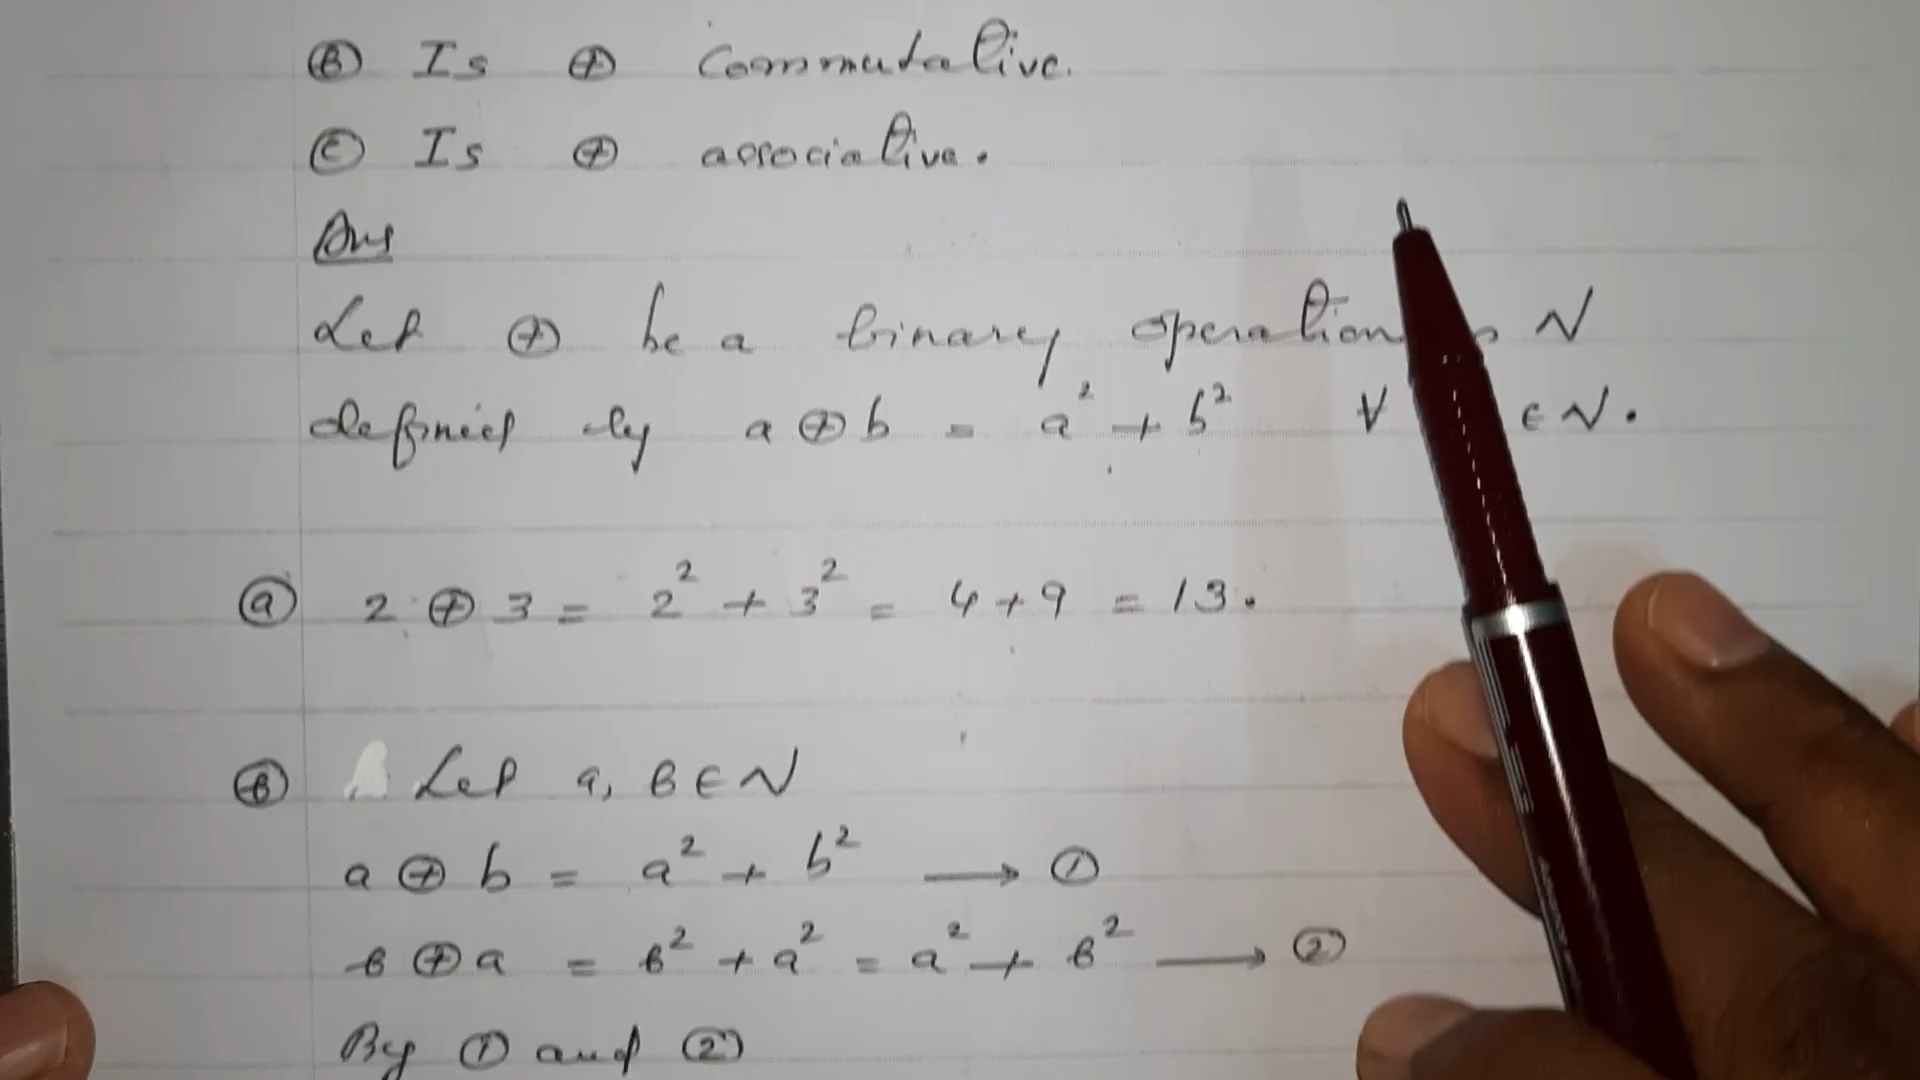 Ⓑ Is ⊕ commutative.
Ⓒ Is ⊕ associative.
Ans
Let ⊕ be a binary operation N
defined by a ⊕ b = a² + b² ∀ ∈ N.
ⓐ 2 ⊕ 3 = 2² + 3² = 4 + 9 = 13.
Ⓑ Let a, B ∈ N
a ⊕ b = a² + b² ⟶ ①
B ⊕ a = B² + a² = a² + B² ⟶ ②
By ① and ②